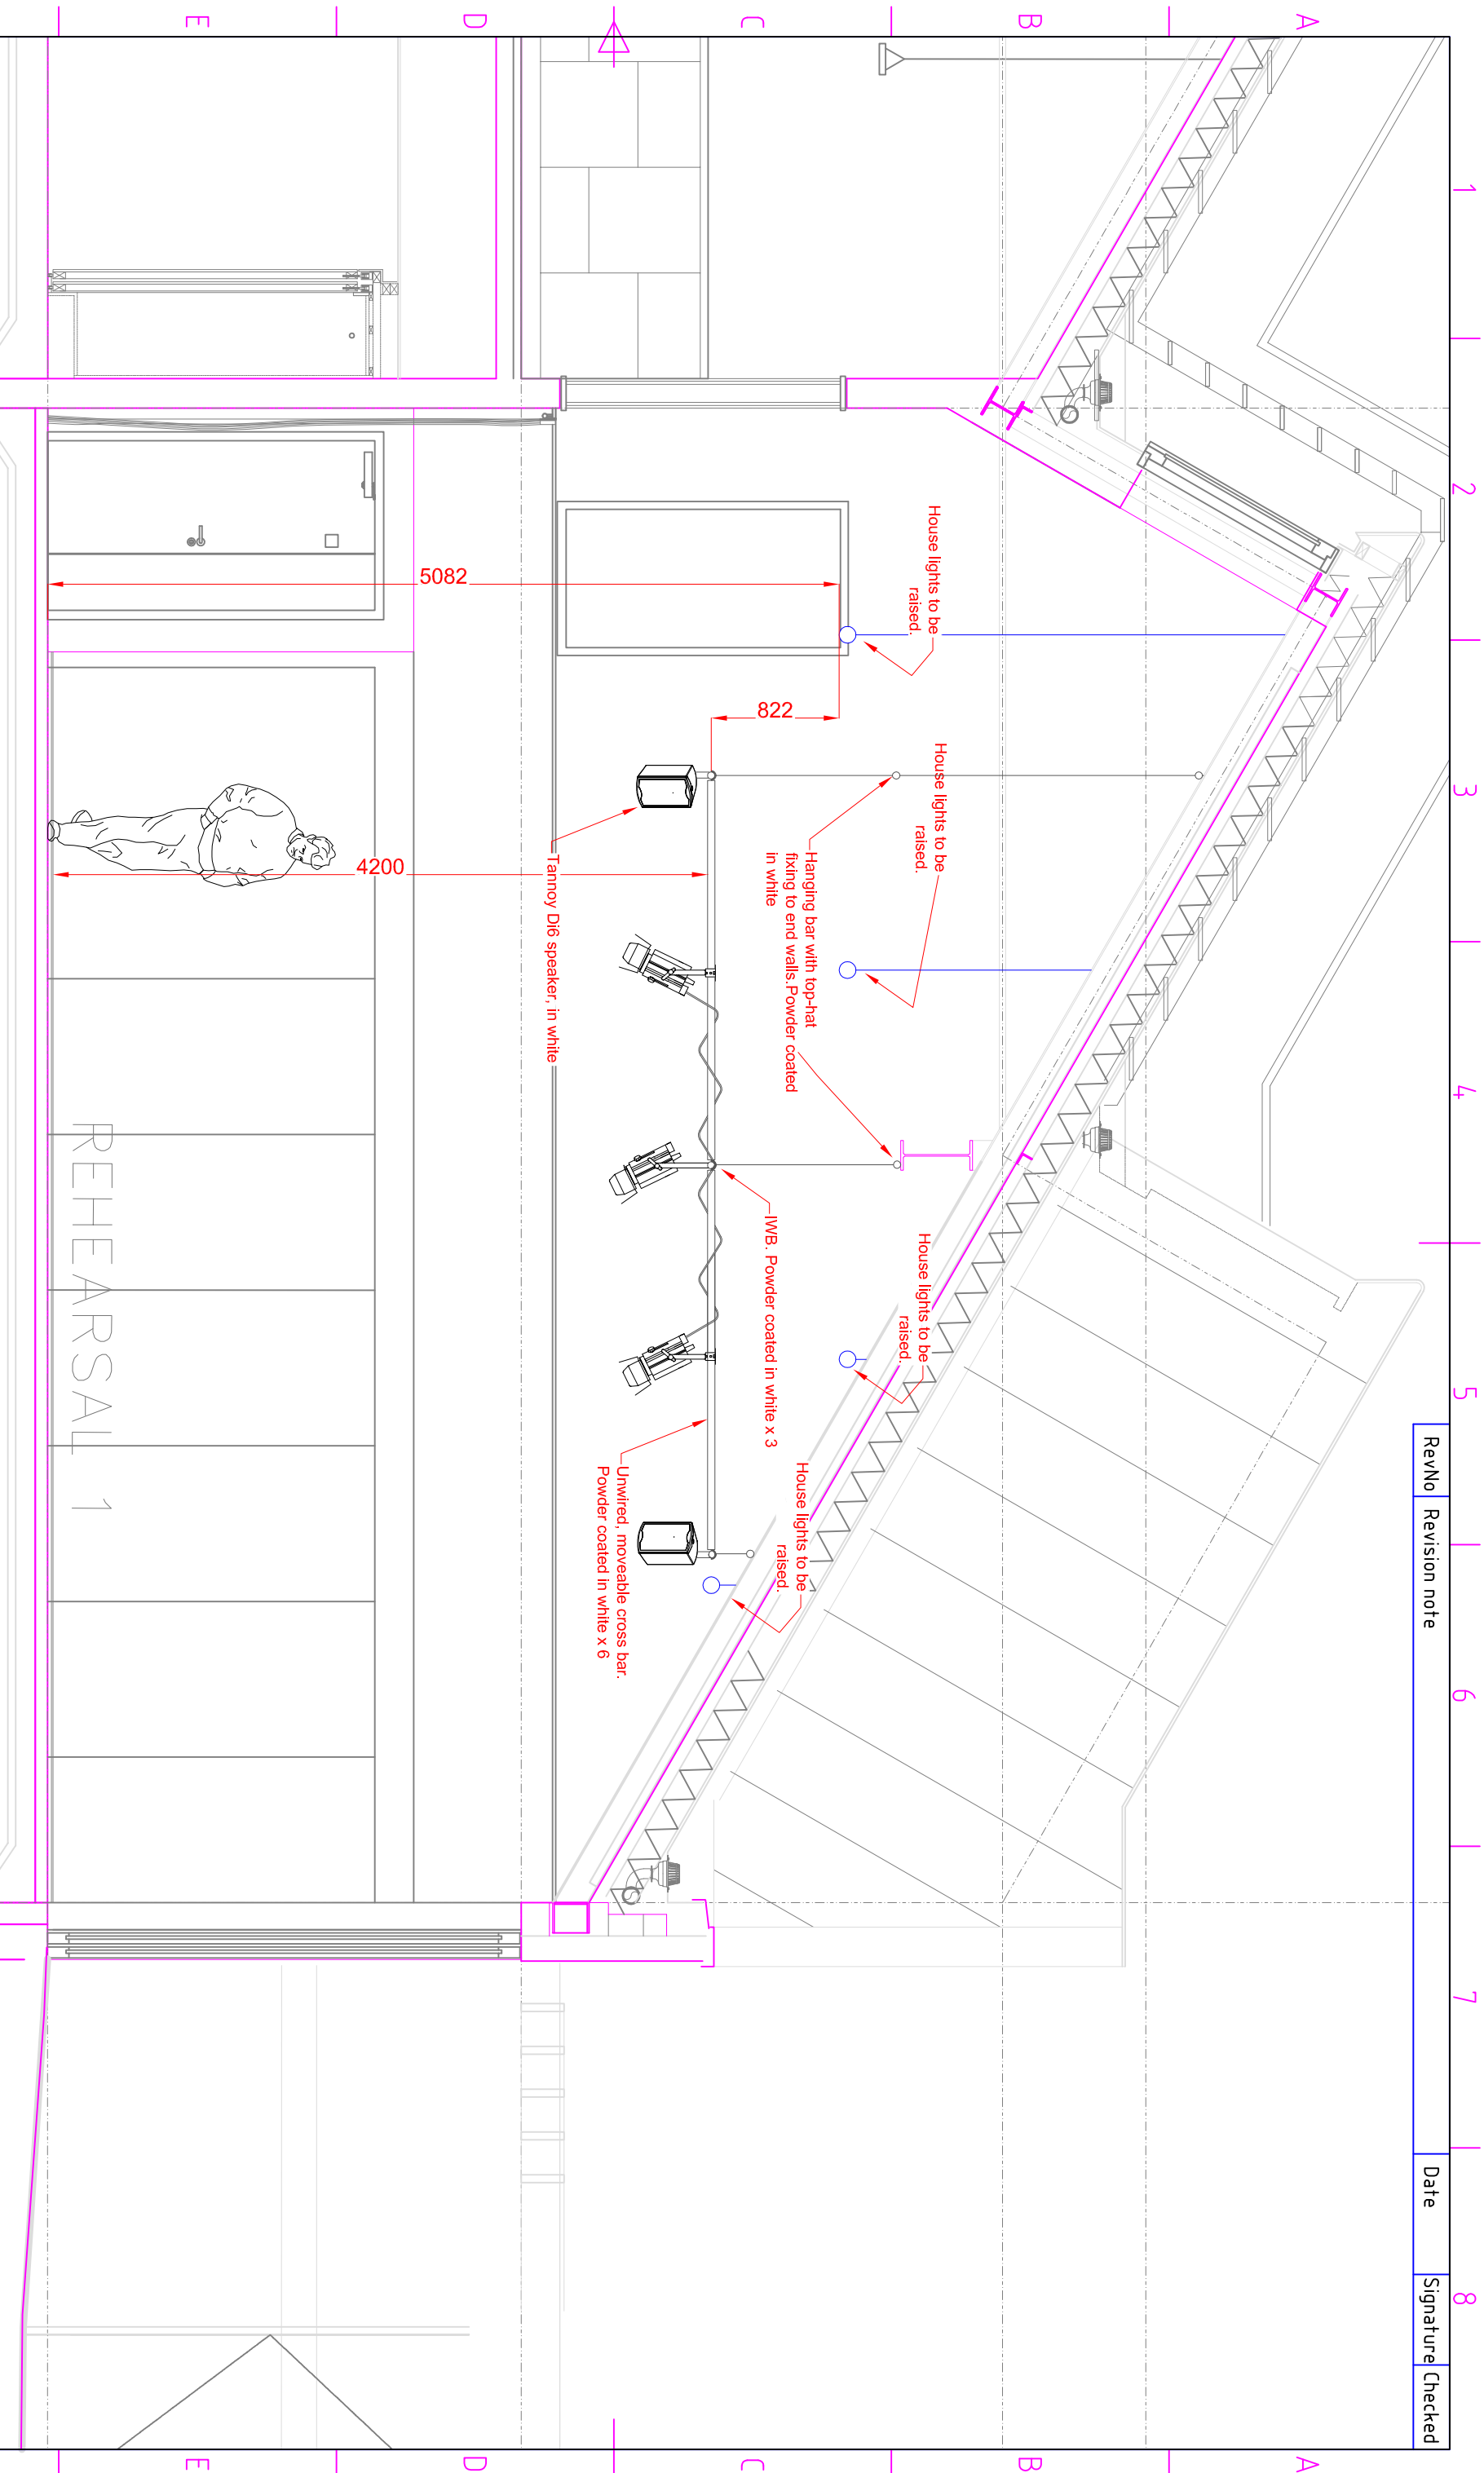 1
2
3
4
5
6
7
8
A
B
C
D
E
A
B
C
D
E
RevNo
Revision note
Date
Signature
Checked
House lights to be
raised.
House lights to be
raised.
House lights to be
raised.
House lights to be
raised.
Hanging bar with top-hat
fixing to end walls.Powder coated
in white
IWB. Powder coated in white x 3
Unwired, moveable cross bar.
Powder coated in white x 6
Tannoy Di6 speaker, in white
5082
822
4200
REHEARSAL 1